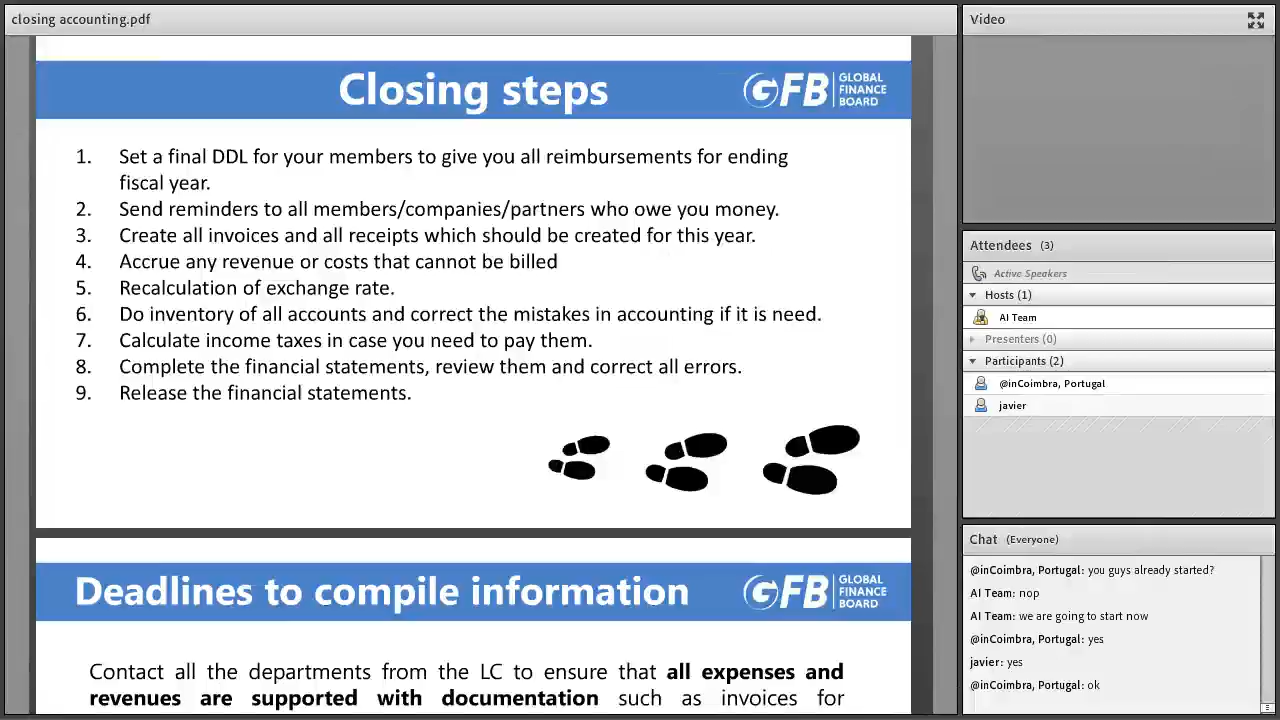 closing accounting.pdf
Closing steps
GFB GLOBAL
FINANCE
BOARD
1. Set a final DDL for your members to give you all reimbursements for ending
fiscal year.
2. Send reminders to all members/companies/partners who owe you money.
3. Create all invoices and all receipts which should be created for this year.
4. Accrue any revenue or costs that cannot be billed
5. Recalculation of exchange rate.
6. Do inventory of all accounts and correct the mistakes in accounting if it is need.
7. Calculate income taxes in case you need to pay them.
8. Complete the financial statements, review them and correct all errors.
9. Release the financial statements.
Deadlines to compile information
GFB GLOBAL
FINANCE
BOARD
Contact all the departments from the LC to ensure that all expenses and
revenues are supported with documentation such as invoices for
Video
Attendees (3)
Active Speakers
Hosts (1)
AI Team
Presenters (0)
Participants (2)
@inCoimbra, Portugal
javier
Chat (Everyone)
@inCoimbra, Portugal: you guys already started?
AI Team: nop
AI Team: we are going to start now
@inCoimbra, Portugal: yes
javier: yes
@inCoimbra, Portugal: ok